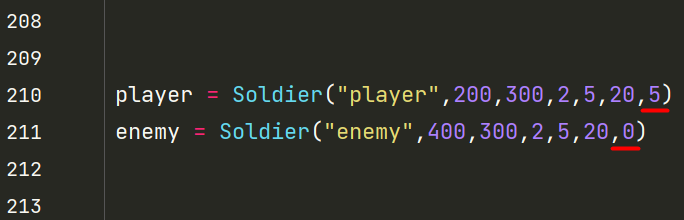 208
209
210 player = Soldier("player",200,300,2,5,20,5)
211 enemy = Soldier("enemy",400,300,2,5,20,0)
212
213